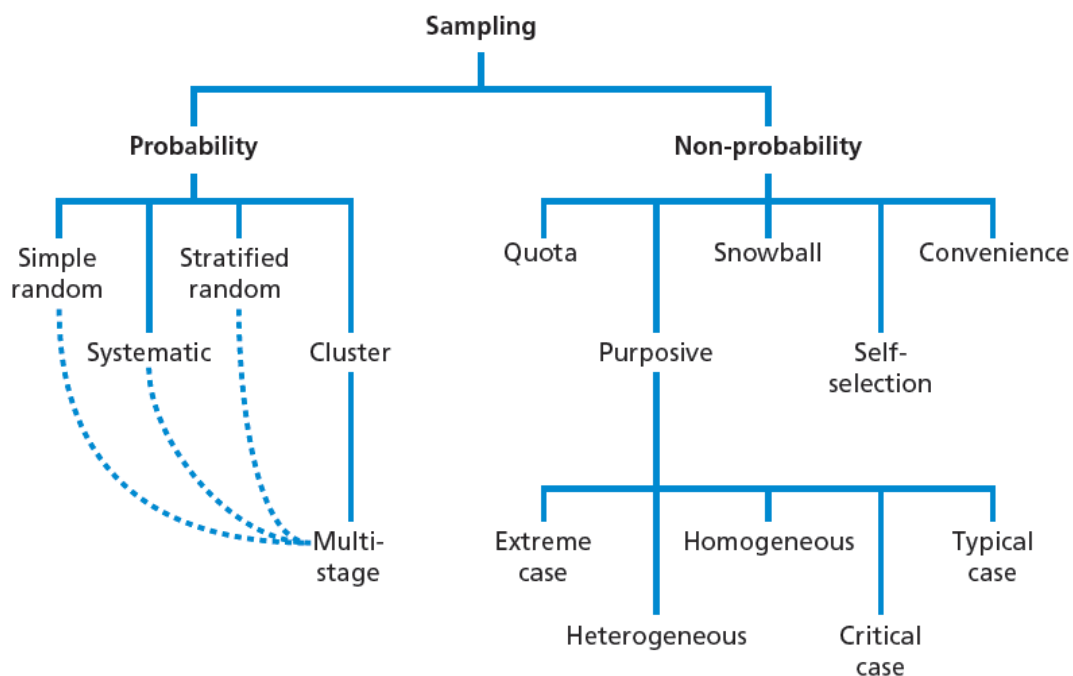 Sampling
Probability
Non-probability
Simple
random
Stratified
random
Quota
Snowball
Convenience
Systematic
Cluster
Purposive
Self-
selection
Multi-
stage
Extreme
case
Homogeneous
Typical
case
Heterogeneous
Critical
case